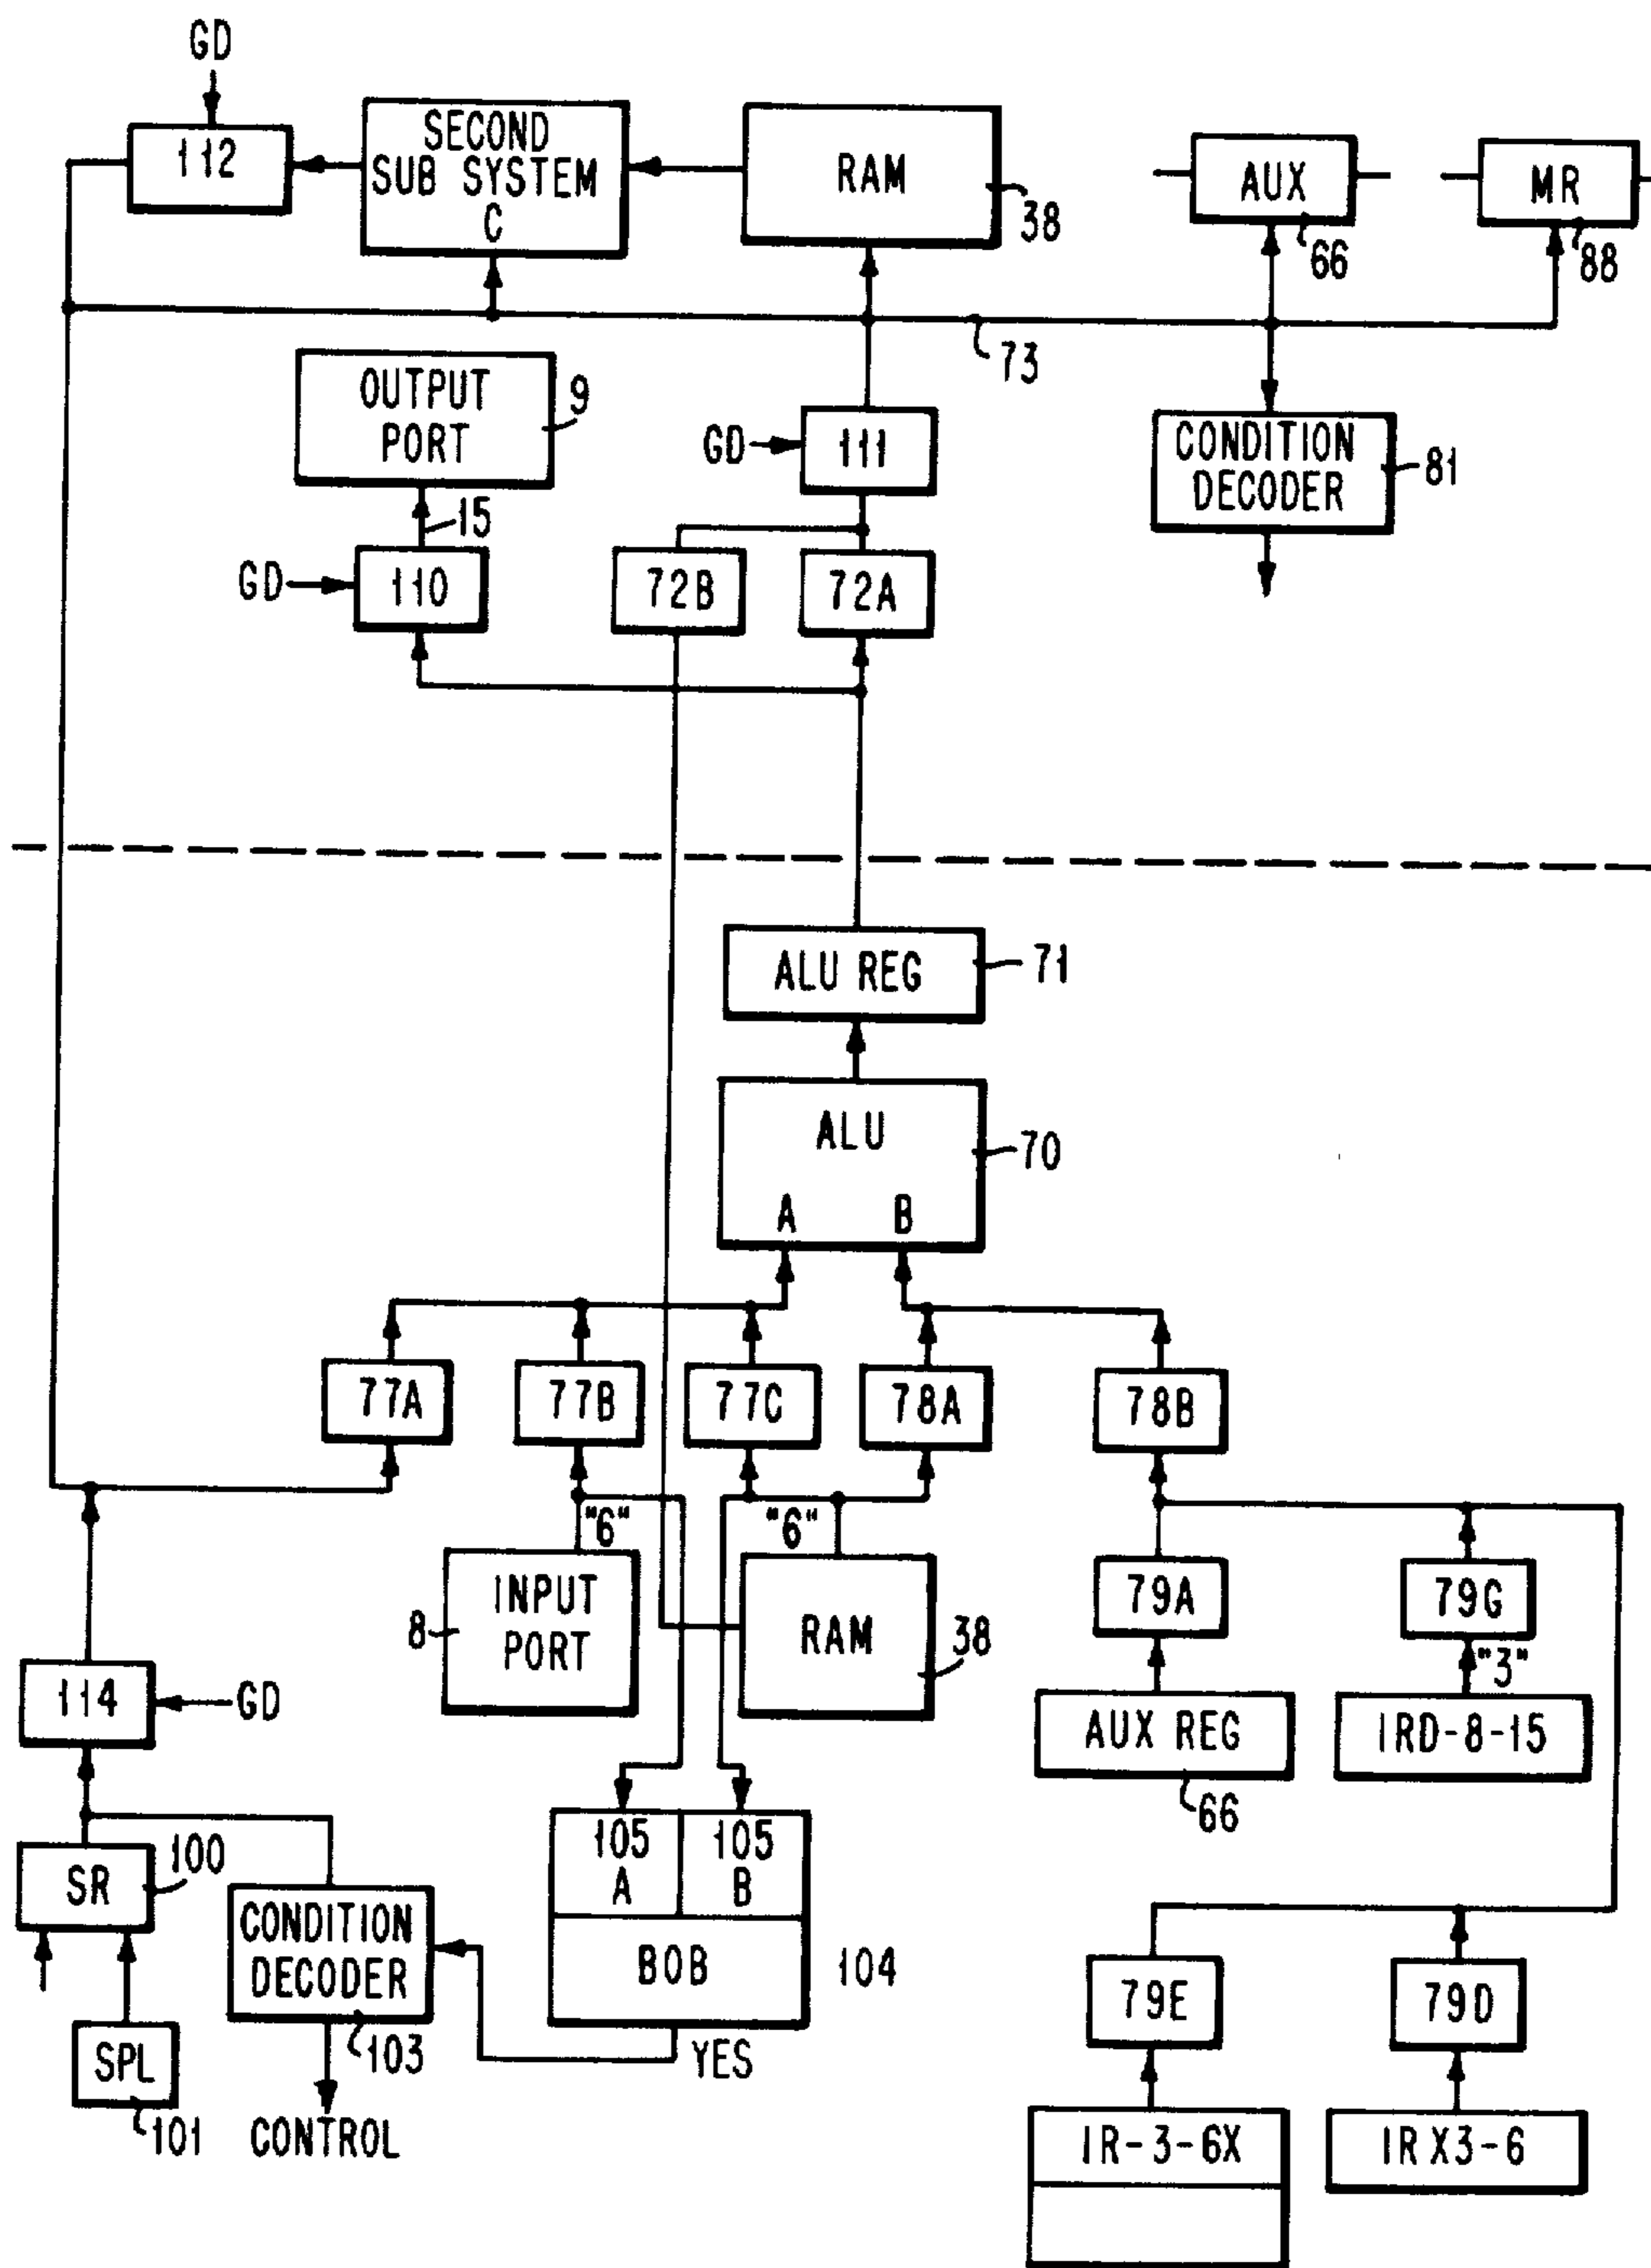 GD
112
SECOND
SUB SYSTEM
C
RAM
38
AUX
66
MR
88
73
OUTPUT
PORT
9
GD
111
CONDITION
DECODER
81
15
GD
110
72B
72A
ALU REG
71
ALU
70
A B
77A
77B
77C
78A
78B
"6"
"6"
INPUT
PORT
8
RAM
38
79A
79G
"3"
114
GD
AUX REG
66
IRD-8-15
SR
100
105
A
105
B
CONDITION
DECODER
103
BOB
104
79E
79D
SPL
101
CONTROL
YES
IR-3-6X
IRX3-6